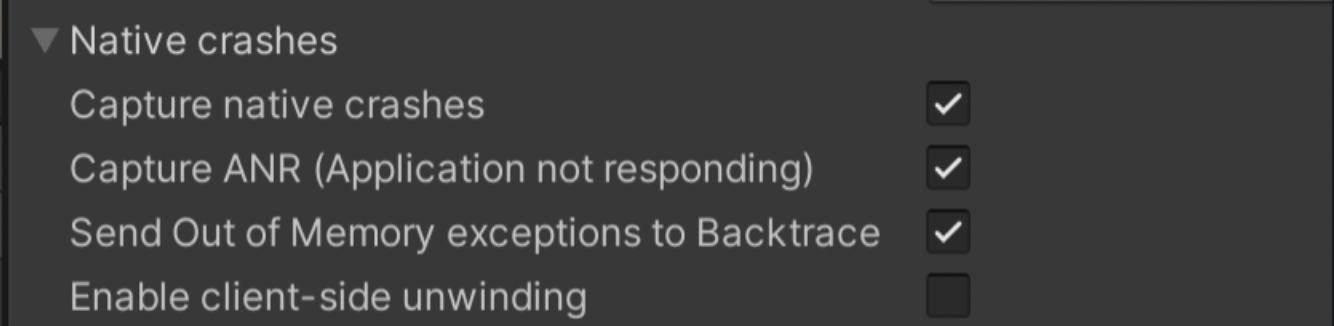 Native crashes
Capture native crashes
Capture ANR (Application not responding)
Send Out of Memory exceptions to Backtrace
Enable client-side unwinding